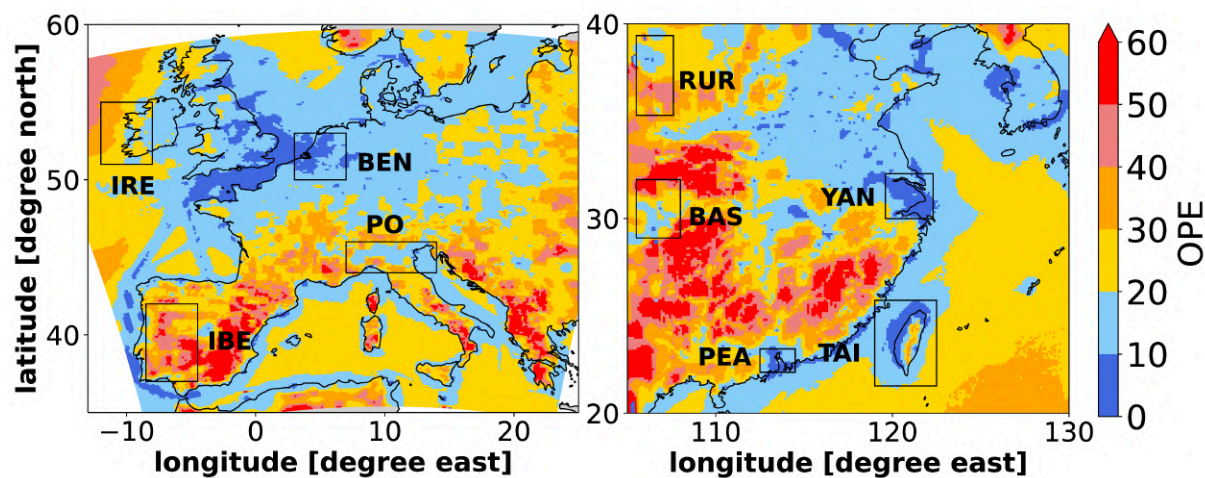 60
50
40
latitude [degree north]
IRE
BEN
PO
IBE
−10
0
10
20
longitude [degree east]
40
30
20
RUR
BAS
YAN
PEA
TAI
110
120
130
longitude [degree east]
60
50
40
30
20
10
0
OPE